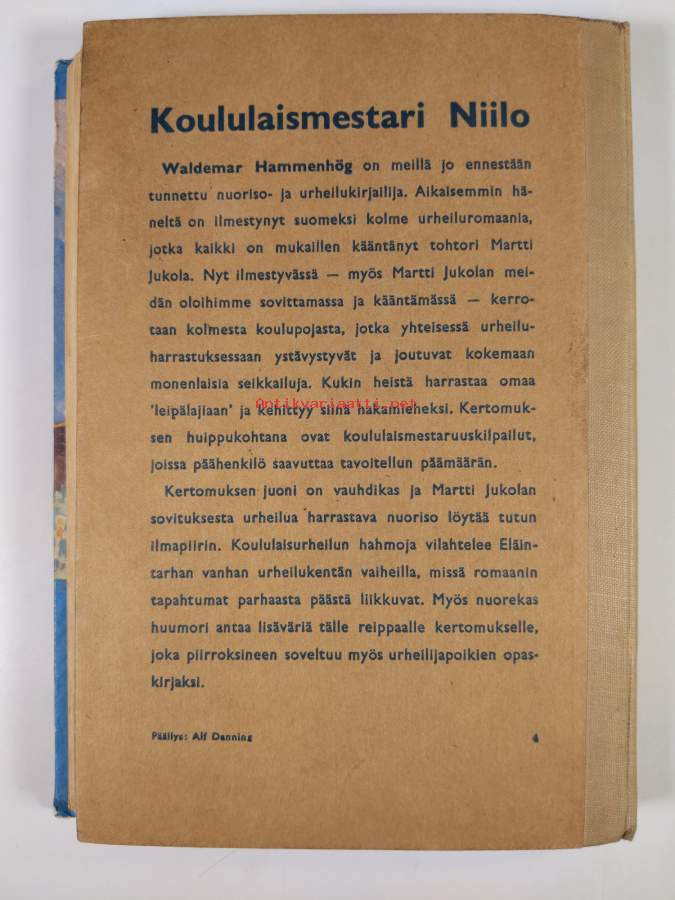 Koululaismestari Niilo
Waldemar Hammenhög on meillä jo ennestään
tunnettu nuoriso- ja urheilukirjailija. Aikaisemmin hä-
neltä on ilmestynyt suomeksi kolme urheiluromaania,
jotka kaikki on mukaillen kääntänyt tohtori Martti
Jukola. Nyt ilmestyvässä — myös Martti Jukolan mei-
dän oloihimme sovittamassa ja kääntämässä — kerro-
taan kolmesta koulupojasta, jotka yhteisessä urheilu-
harrastuksessaan ystävystyvät ja joutuvat kokemaan
monenlaisia seikkailuja. Kukin heistä harrastaa omaa
'leipälajiaan' ja kehittyy siinä hakamieheksi. Kertomuk-
Antikvariaatti.net
sen huippukohtana ovat koululaismestaruuskilpailut,
joissa päähenkilö saavuttaa tavoitellun päämäärän.
Kertomuksen juoni on vauhdikas ja Martti Jukolan
sovituksesta urheilua harrastava nuoriso löytää tutun
ilmapiirin. Koululaisurheilun hahmoja vilahtelee Eläin-
tarhan vanhan urheilukentän vaiheilla, missä romaanin
tapahtumat parhaasta päästä liikkuvat. Myös nuorekas
huumori antaa lisäväriä tälle reippaalle kertomukselle,
joka piirroksineen soveltuu myös urheilijapoikien opas-
kirjaksi.
Päällys: Alf Danning
4